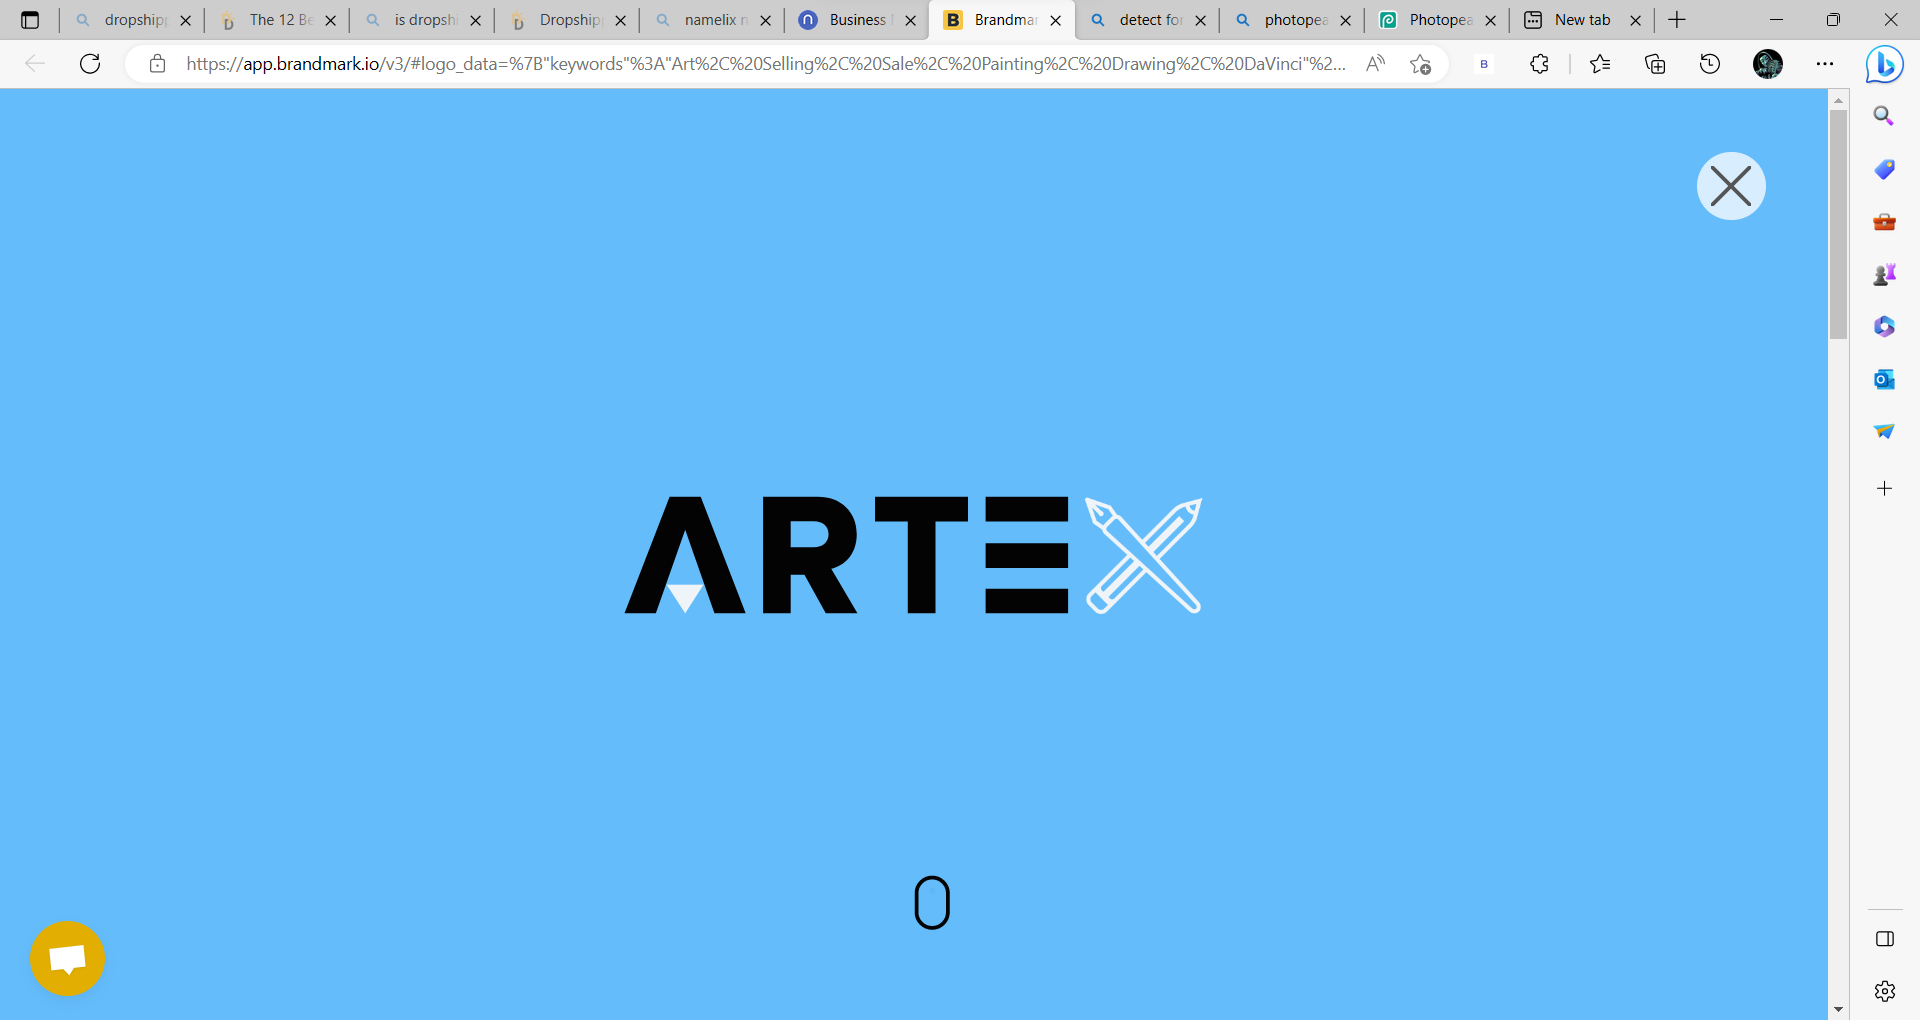 dropship
The 12 Be
is dropshi
Dropship
namelix n
Business
Brandmar
detect for
photopea
Photopea
New tab
https://app.brandmark.io/v3/#logo_data=%7B"keywords"%3A"Art%2C%20Selling%2C%20Sale%2C%20Painting%2C%20Drawing%2C%20DaVinci"%2...
B
ARTEX